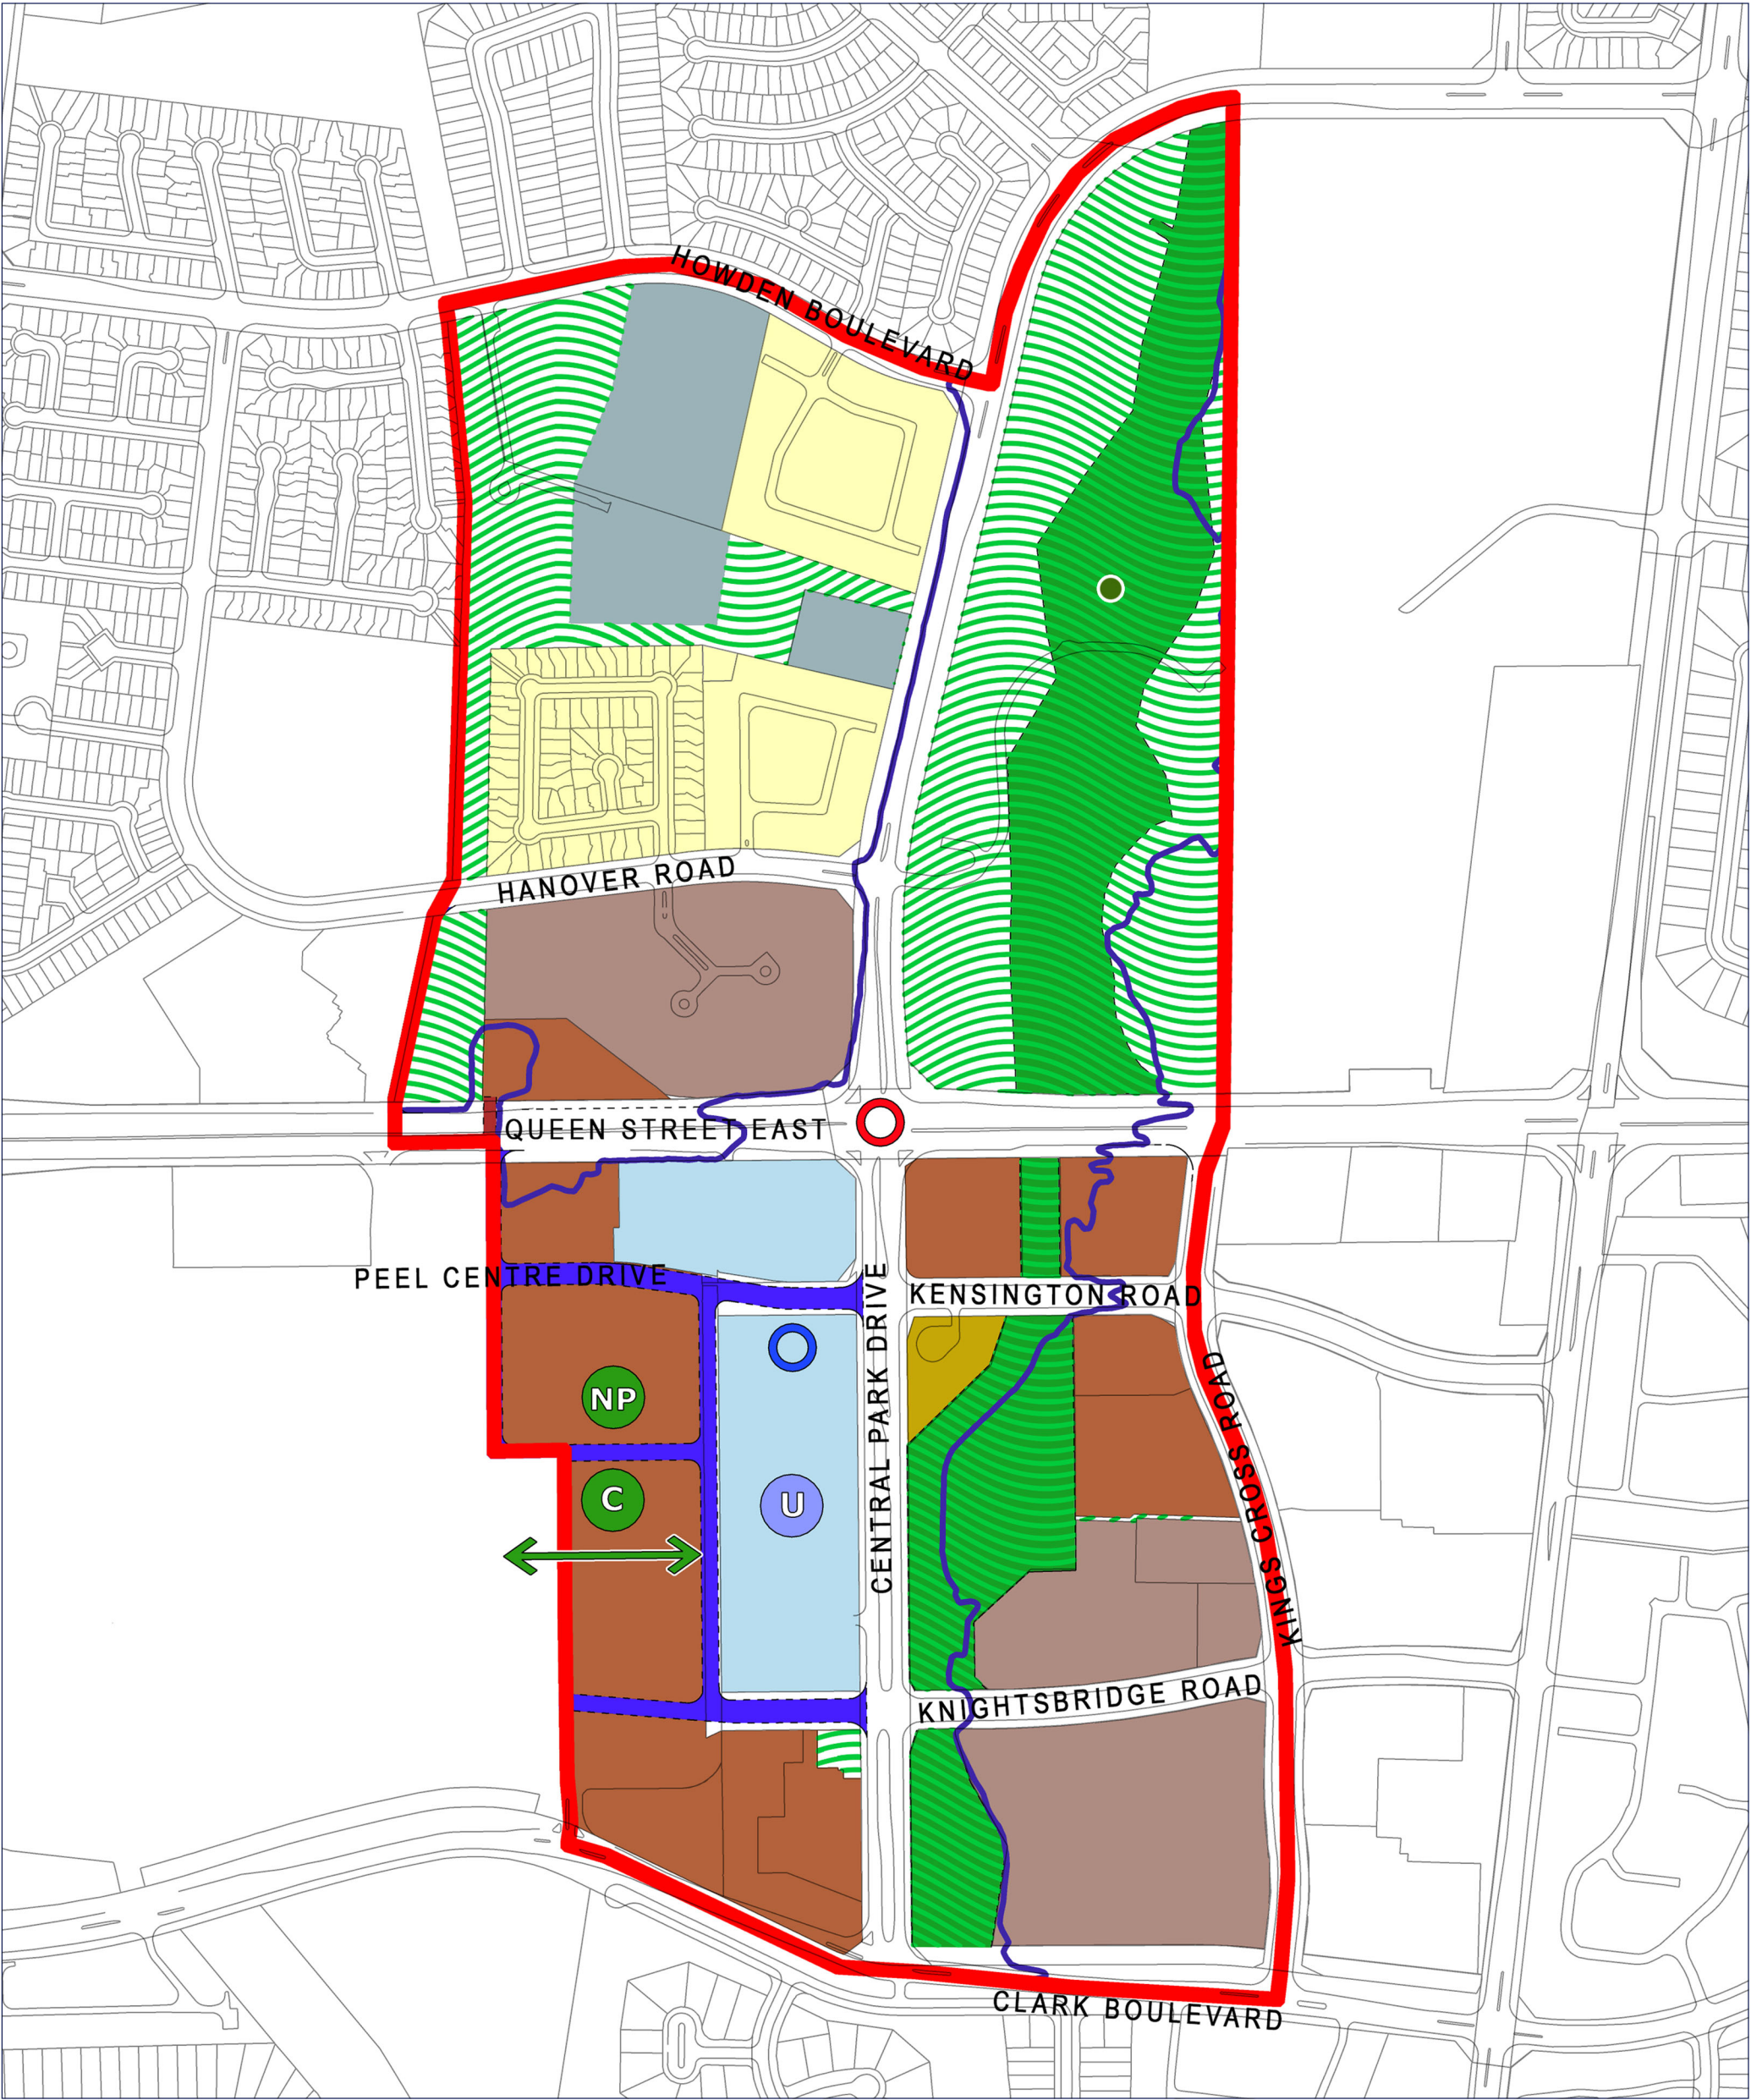 HOWDEN BOULEVARD
HANOVER ROAD
QUEEN STREET EAST
PEEL CENTRE DRIVE
KENSINGTON ROAD
CENTRAL PARK DRIVE
KINGS CROSS ROAD
NP
C
U
KNIGHTSBRIDGE ROAD
CLARK BOULEVARD